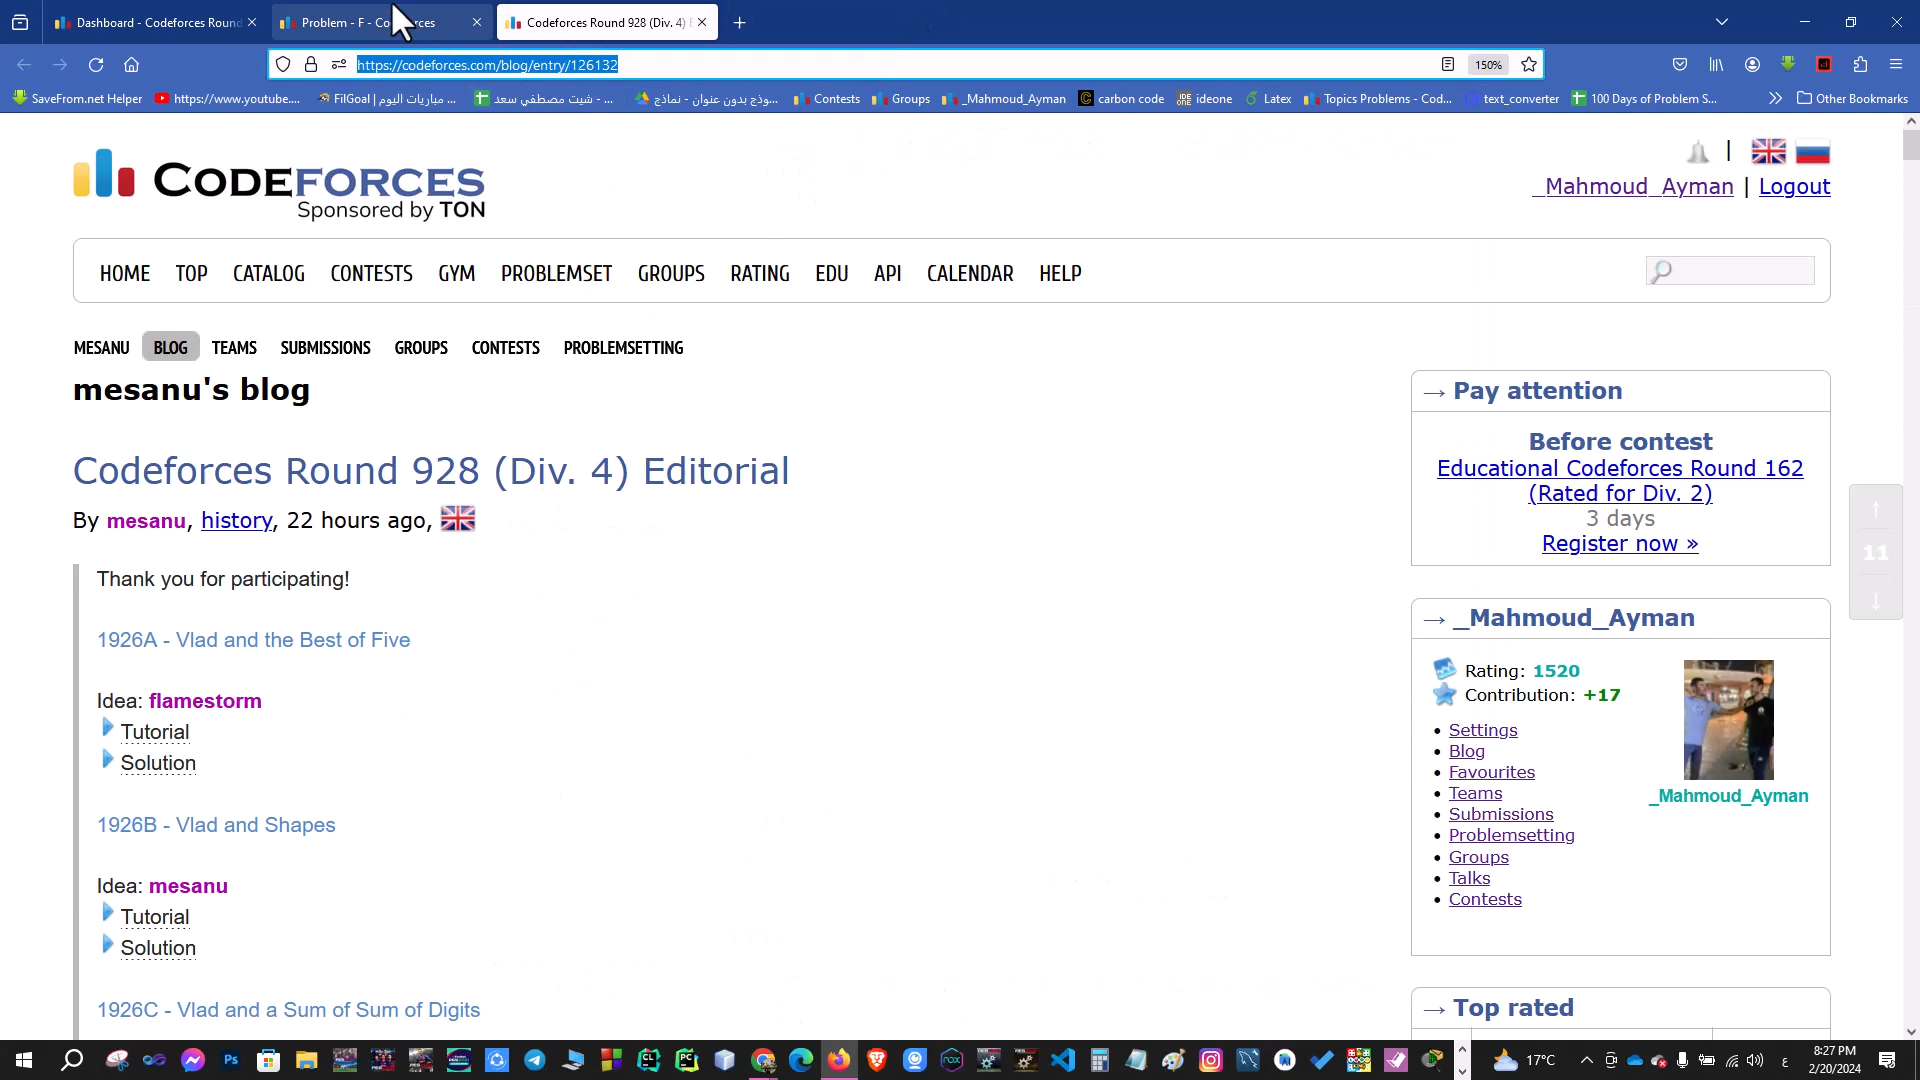 Dashboard - Codeforces Round
Problem - F - Co
rces
Codeforces Round 928 (Div. 4) E
https://codeforces.com/blog/entry/126132
150%
SaveFrom.net Helper
https://www.youtube....
FilGoal | مباريات اليوم ...
شيت مصطفي سعد - ...
...وذج بدون عنوان - نماذج
Contests
Groups
_Mahmoud_Ayman
carbon code
ideone
Latex
Topics Problems - Cod...
text_converter
100 Days of Problem S...
Other Bookmarks
CODEFORCES
Sponsored by TON
_Mahmoud_Ayman | Logout
HOME TOP CATALOG CONTESTS GYM PROBLEMSET GROUPS RATING EDU API CALENDAR HELP
MESANU BLOG TEAMS SUBMISSIONS GROUPS CONTESTS PROBLEMSETTING
mesanu's blog
Codeforces Round 928 (Div. 4) Editorial
By mesanu, history, 22 hours ago,
Thank you for participating!
1926A - Vlad and the Best of Five
Idea: flamestorm
Tutorial
Solution
1926B - Vlad and Shapes
Idea: mesanu
Tutorial
Solution
1926C - Vlad and a Sum of Sum of Digits
→ Pay attention
Before contest
Educational Codeforces Round 162
(Rated for Div. 2)
3 days
Register now »
↑
11
↓
→ _Mahmoud_Ayman
Rating: 1520
Contribution: +17
Settings
Blog
Favourites
Teams
Submissions
Problemsetting
Groups
Talks
Contests
_Mahmoud_Ayman
→ Top rated
17°C
ع
8:27 PM
2/20/2024